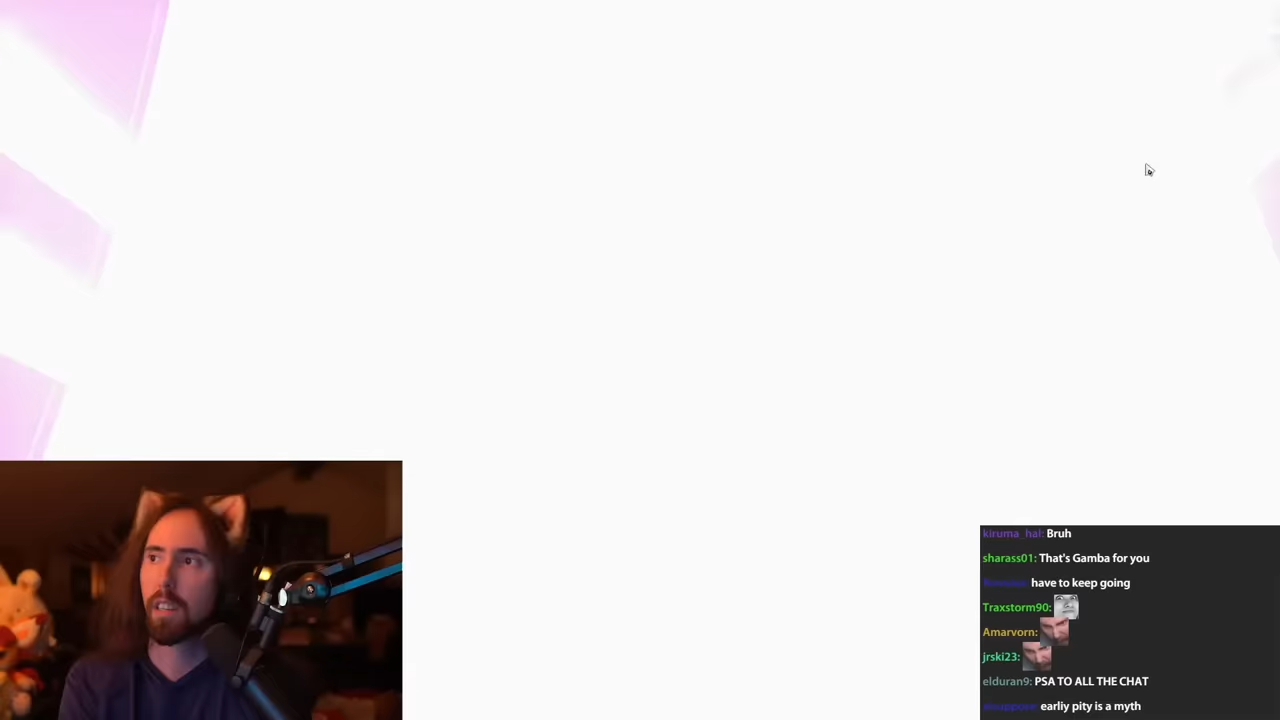 kiruma_hal: Bruh
sharass01: That's Gamba for you
have to keep going
Traxstorm90:
Amarvorn:
jrski23:
elduran9: PSA TO ALL THE CHAT
earliy pity is a myth